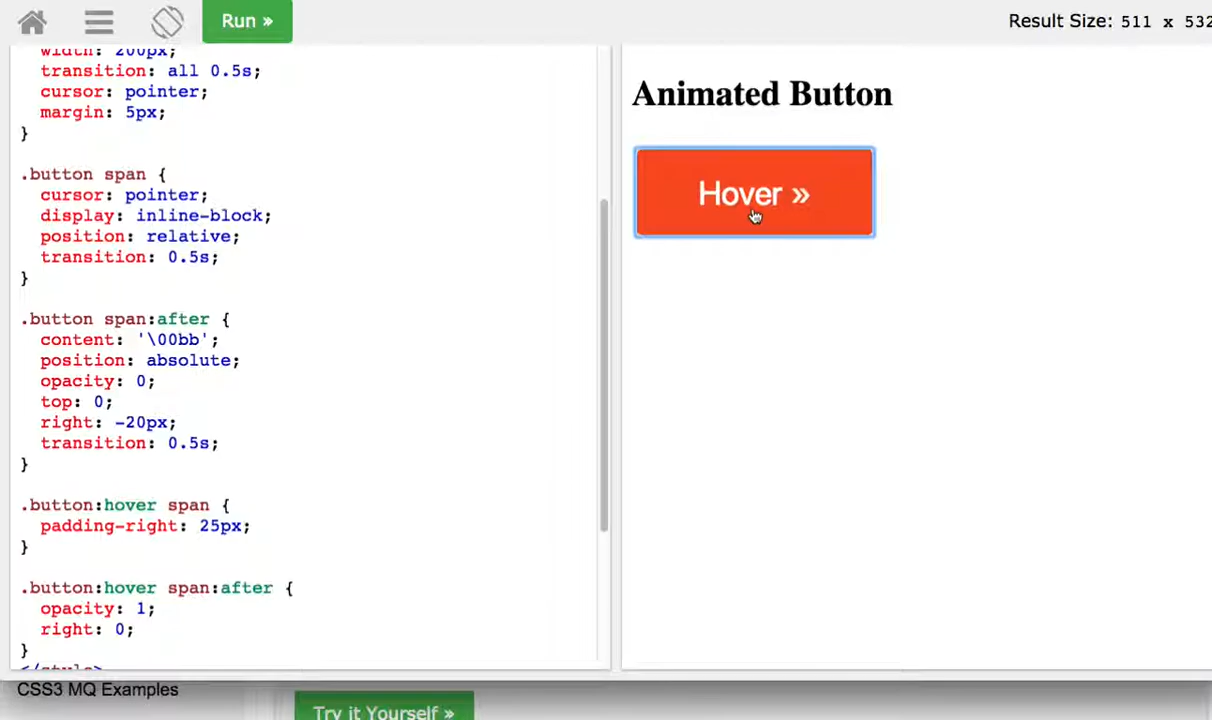 Run »
Result Size: 511 x 532
width: 200px;
transition: all 0.5s;
cursor: pointer;
margin: 5px;
}
.button span {
cursor: pointer;
display: inline-block;
position: relative;
transition: 0.5s;
}
.button span:after {
content: '\00bb';
position: absolute;
opacity: 0;
top: 0;
right: -20px;
transition: 0.5s;
}
.button:hover span {
padding-right: 25px;
}
.button:hover span:after {
opacity: 1;
right: 0;
}
</style>
Animated Button
Hover »
CSS3 MQ Examples
Try it Yourself »